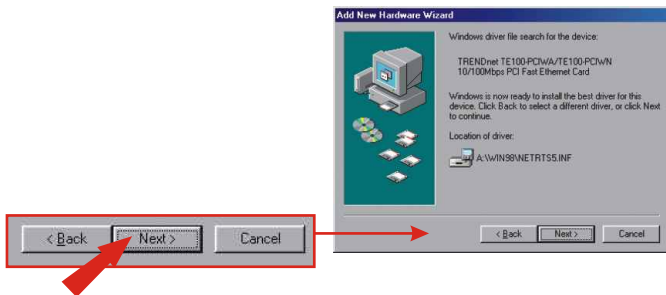 Add New Hardware Wizard
Windows driver file search for the device:
TRENDnet TE100-PCIWA/TE100-PCIWN
10/100Mbps PCI Fast Ethernet Card
Windows is now ready to install the best driver for this
device. Click Back to select a different driver, or click Next
to continue.
Location of driver:
A:\WIN98\NETRTS5.INF
< Back Next > Cancel
< Back Next > Cancel